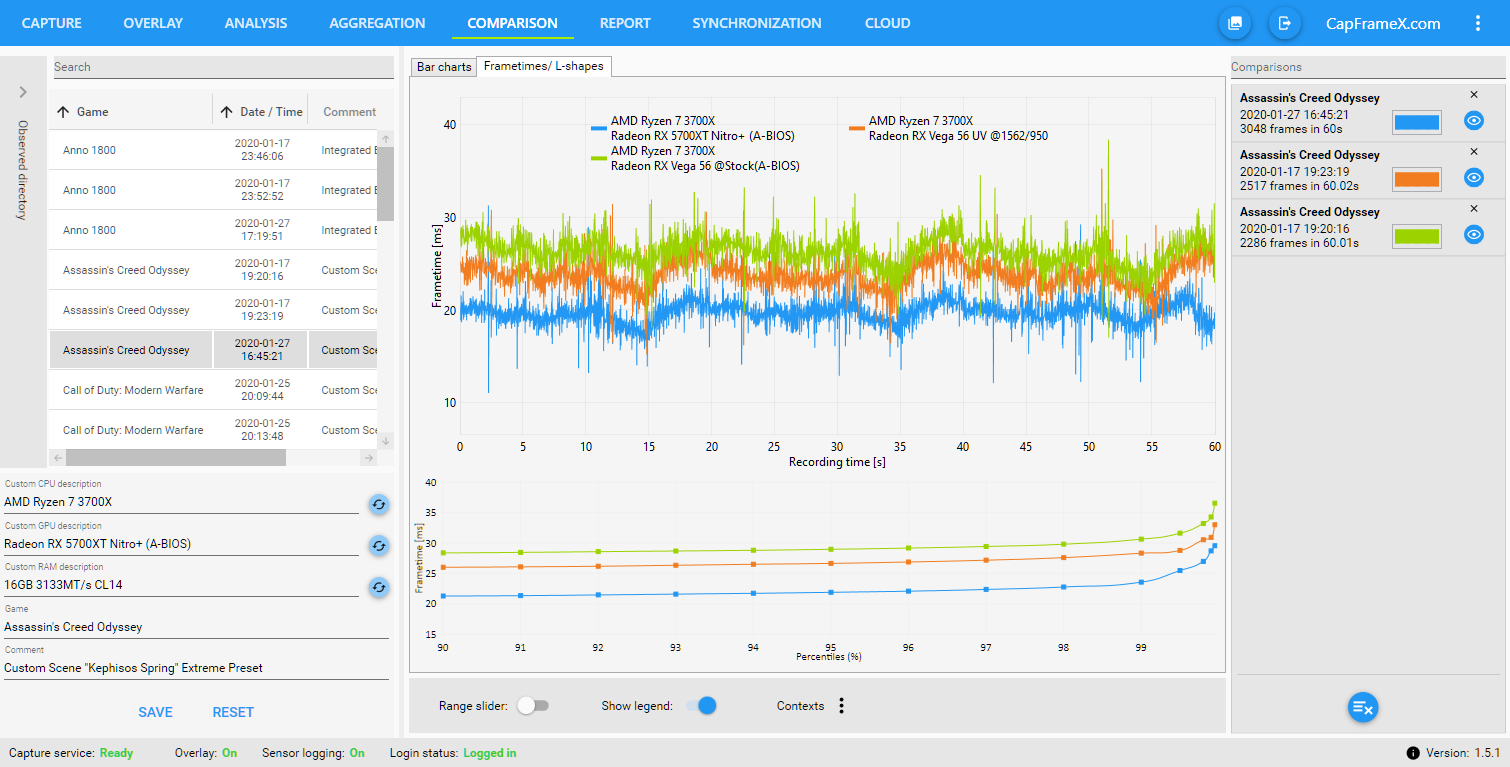 CAPTURE OVERLAY ANALYSIS AGGREGATION COMPARISON REPORT SYNCHRONIZATION CLOUD CapFrameX.com
Search
Observed directory
Game Date / Time Comment
Anno 1800 2020-01-17 23:46:06 Integrated
Anno 1800 2020-01-17 23:52:52 Integrated
Anno 1800 2020-01-27 17:19:51 Integrated
Assassin's Creed Odyssey 2020-01-17 19:20:16 Custom Sce
Assassin's Creed Odyssey 2020-01-17 19:23:19 Custom Sce
Assassin's Creed Odyssey 2020-01-27 16:45:21 Custom Sce
Call of Duty: Modern Warfare 2020-01-25 20:09:44 Custom Sce
Call of Duty: Modern Warfare 2020-01-25 20:13:48 Custom Sce
Custom CPU description
AMD Ryzen 7 3700X
Custom GPU description
Radeon RX 5700XT Nitro+ (A-BIOS)
Custom RAM description
16GB 3133MT/s CL14
Game
Assassin's Creed Odyssey
Comment
Custom Scene "Kephisos Spring" Extreme Preset
SAVE RESET
Bar charts Frametimes/ L-shapes
AMD Ryzen 7 3700X
Radeon RX 5700XT Nitro+ (A-BIOS)
AMD Ryzen 7 3700X
Radeon RX Vega 56 UV @1562/950
AMD Ryzen 7 3700X
Radeon RX Vega 56 @Stock(A-BIOS)
40
30
20
10
Frametime [ms]
0 5 10 15 20 25 30 35 40 45 50 55 60
Recording time [s]
40
35
30
25
20
15
Frametime [ms]
90 91 92 93 94 95 96 97 98 99
Percentiles (%)
Range slider: Show legend: Contexts
Comparisons
Assassin's Creed Odyssey
2020-01-27 16:45:21
3048 frames in 60s
Assassin's Creed Odyssey
2020-01-17 19:23:19
2517 frames in 60.02s
Assassin's Creed Odyssey
2020-01-17 19:20:16
2286 frames in 60.01s
Capture service: Ready Overlay: On Sensor logging: On Login status: Logged in Version: 1.5.1